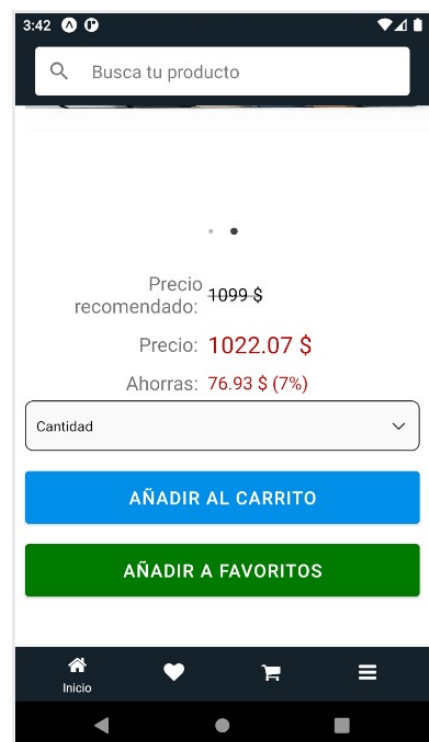 3:42
Busca tu producto
Precio
recomendado: 1099 $
Precio: 1022.07 $
Ahorras: 76.93 $ (7%)
Cantidad
AÑADIR AL CARRITO
AÑADIR A FAVORITOS
Inicio